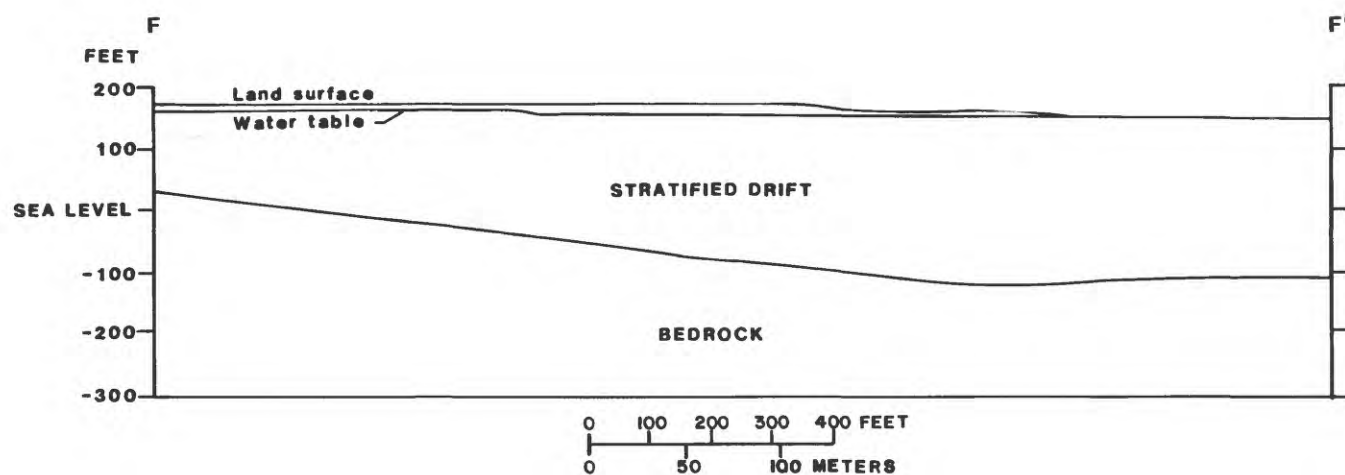 F F'
FEET
200
Land surface
Water table
100
STRATIFIED DRIFT
SEA LEVEL
-100
-200
BEDROCK
-300
0 100 200 300 400 FEET
0 50 100 METERS